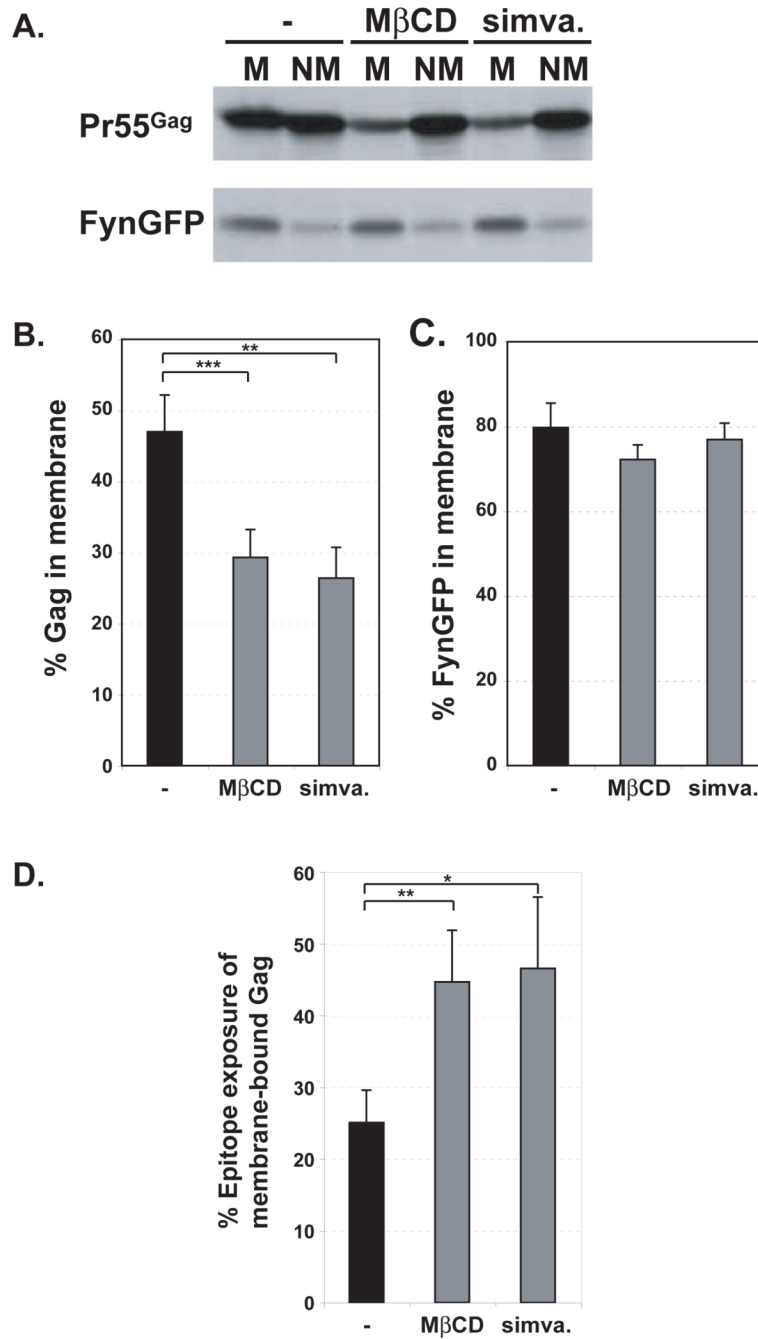 A.
- MβCD simva.
M NM M NM M NM
Pr55Gag
FynGFP
B.
% Gag in membrane
60
50
40
30
20
10
0
** 
***
- MβCD simva.
C.
% FynGFP in membrane
100
80
60
40
20
0
- MβCD simva.
D.
% Epitope exposure of
membrane-bound Gag
60
50
40
30
20
10
0
*
**
- MβCD simva.